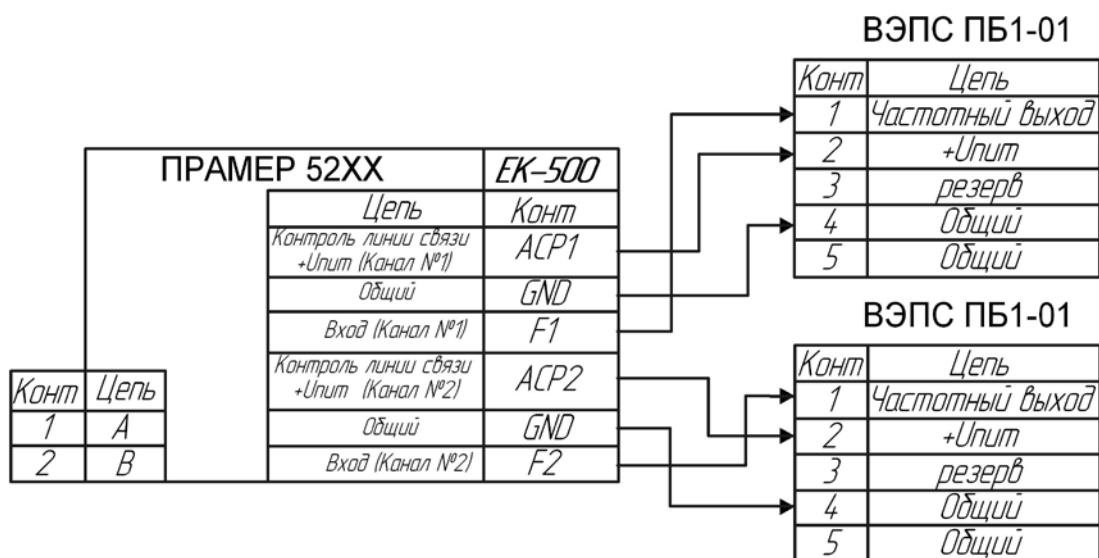 ВЭПС ПБ1-01
Конт Цепь
1 Частотный выход
2 +Uпит
3 резерв
4 Общий
5 Общий
ПРАМЕР 52ХХ ЕК-500
Цепь Конт
Контроль линии связи
+Uпит (Канал №1) ACP1
Общий GND
Вход (Канал №1) F1
Контроль линии связи
+Uпит (Канал №2) ACP2
Общий GND
Вход (Канал №2) F2
Конт Цепь
1 A
2 B
ВЭПС ПБ1-01
Конт Цепь
1 Частотный выход
2 +Uпит
3 резерв
4 Общий
5 Общий